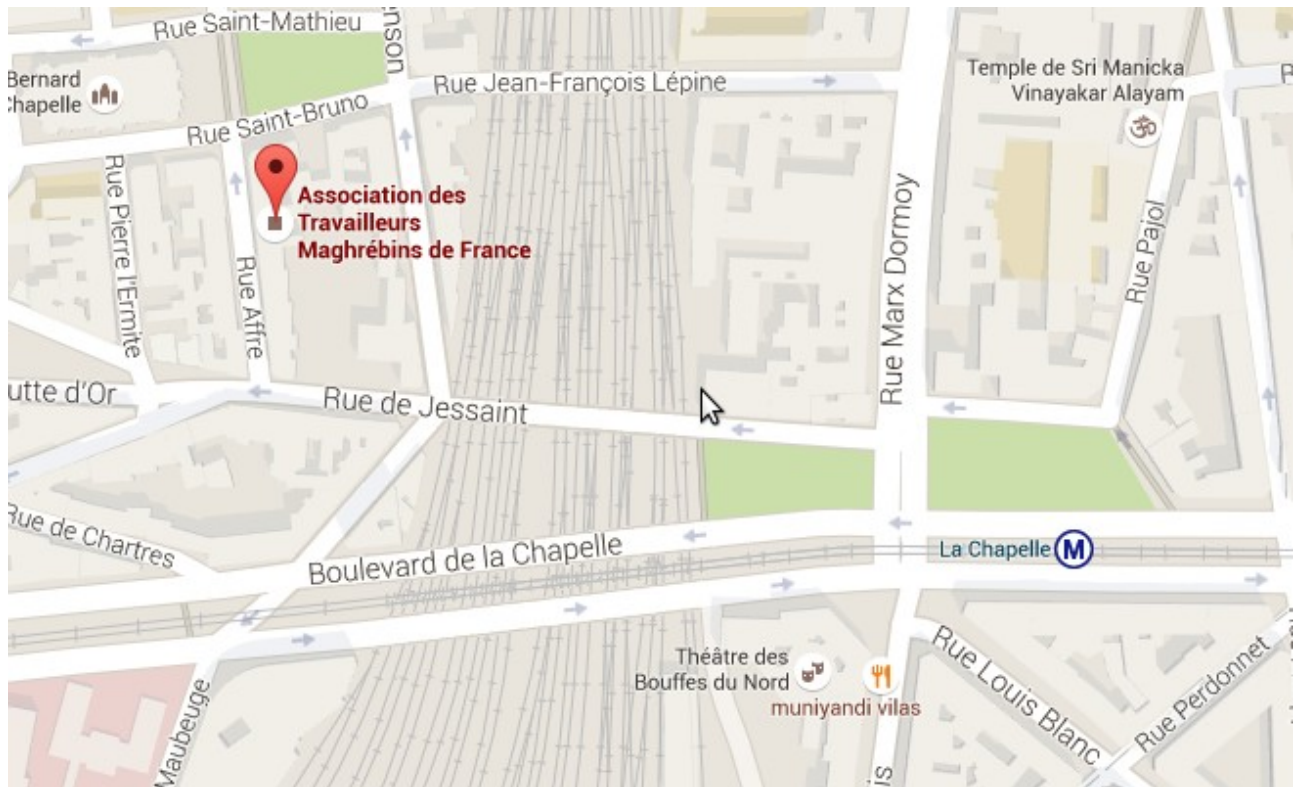 Rue Saint-Mathieu
enson
Bernard
Chapelle
Rue Jean-François Lépine
Temple de Sri Manicka
Vinayakar Alayam
Rue Saint-Bruno
Rue Pierre l'Ermite
Association des
Travailleurs
Maghrébins de France
Rue Affre
Rue Marx Dormoy
Rue Pajol
utte d'Or
Rue de Jessaint
Rue de Chartres
Boulevard de la Chapelle
La Chapelle M
Théâtre des
Bouffes du Nord
muniyandi vilas
Rue Louis Blanc
Rue Perdonnet
Maubeuge
is